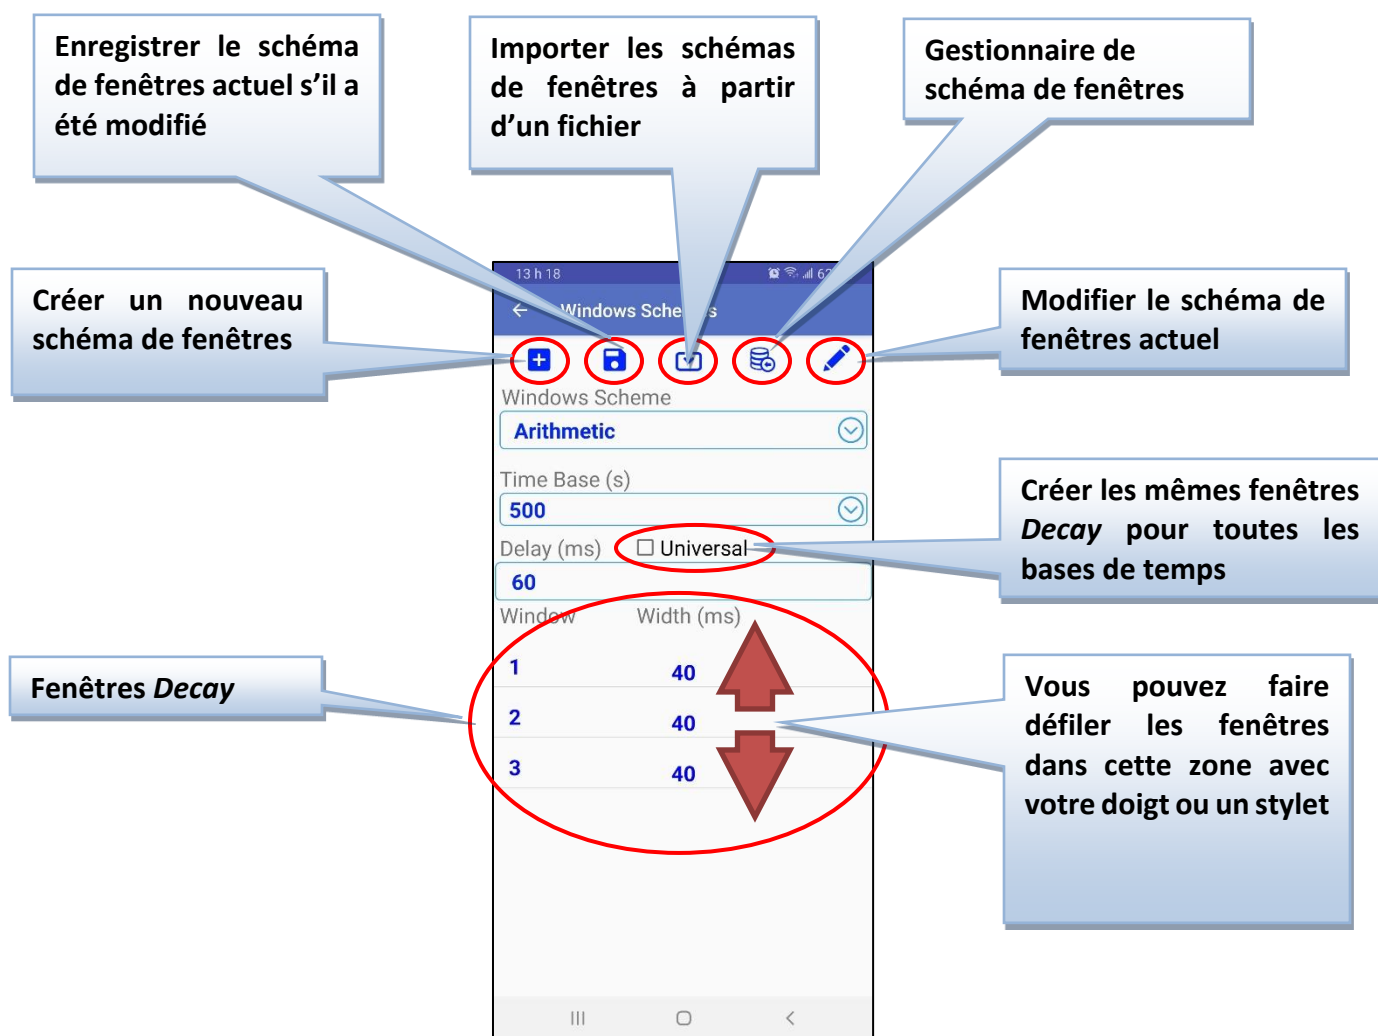 Enregistrer le schéma
de fenêtres actuel s’il a
été modifié
Importer les schémas
de fenêtres à partir
d’un fichier
Gestionnaire de
schéma de fenêtres
Créer un nouveau
schéma de fenêtres
Modifier le schéma de
fenêtres actuel
13 h 18
Windows
Windows Scheme
Arithmetic
Time Base (s)
500
Delay (ms)
Universal
60
Window Width (ms)
1 40
2 40
3 40
Créer les mêmes fenêtres
Decay pour toutes les
bases de temps
Fenêtres Decay
Vous pouvez faire
défiler les fenêtres
dans cette zone avec
votre doigt ou un stylet